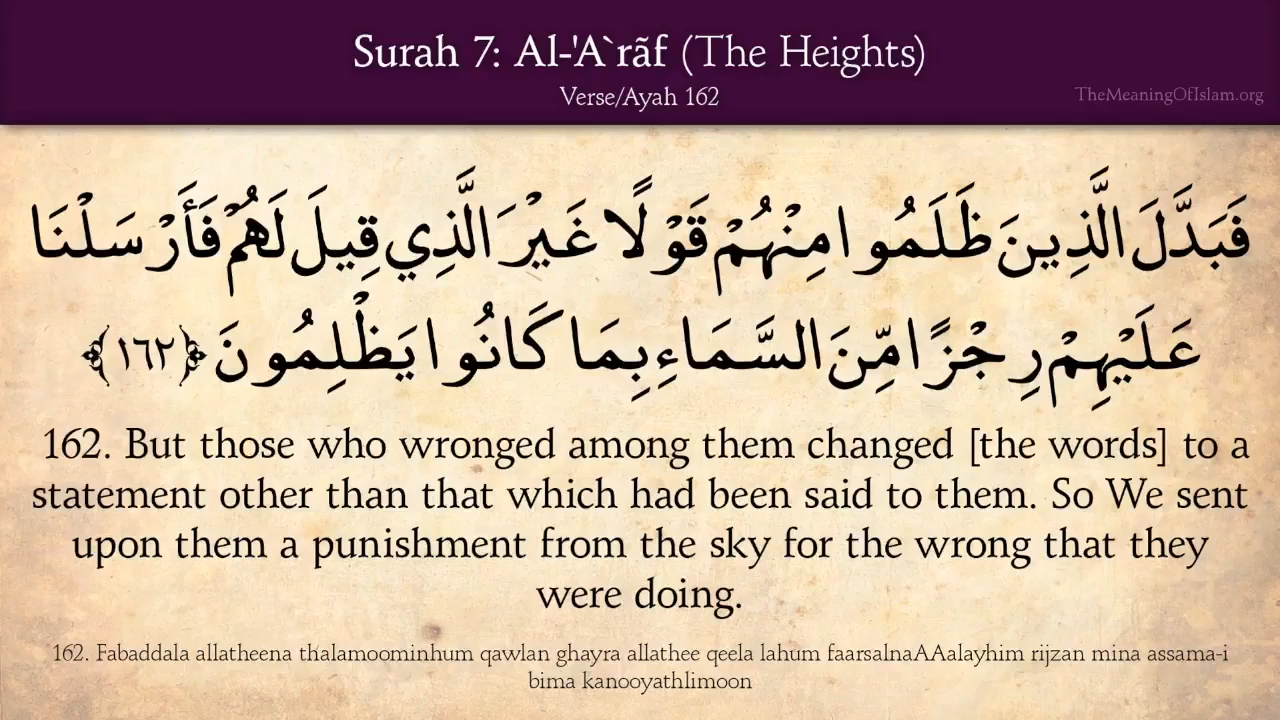 Surah 7: Al-'A`rãf (The Heights)
Verse/Ayah 162
TheMeaningOfIslam.org
فَبَدَّلَ الَّذِينَ ظَلَمُوا مِنْهُمْ قَوْلًا غَيْرَ الَّذِي قِيلَ لَهُمْ فَأَرْسَلْنَا
عَلَيْهِمْ رِجْزًا مِّنَ السَّمَاءِ بِمَا كَانُوا يَظْلِمُونَ ﴿١٦٢﴾
162. But those who wronged among them changed [the words] to a
statement other than that which had been said to them. So We sent
upon them a punishment from the sky for the wrong that they
were doing.
162. Fabaddala allatheena thalamoominhum qawlan ghayra allathee qeela lahum faarsalnaAAalayhim rijzan mina assama-i
bima kanooyathlimoon